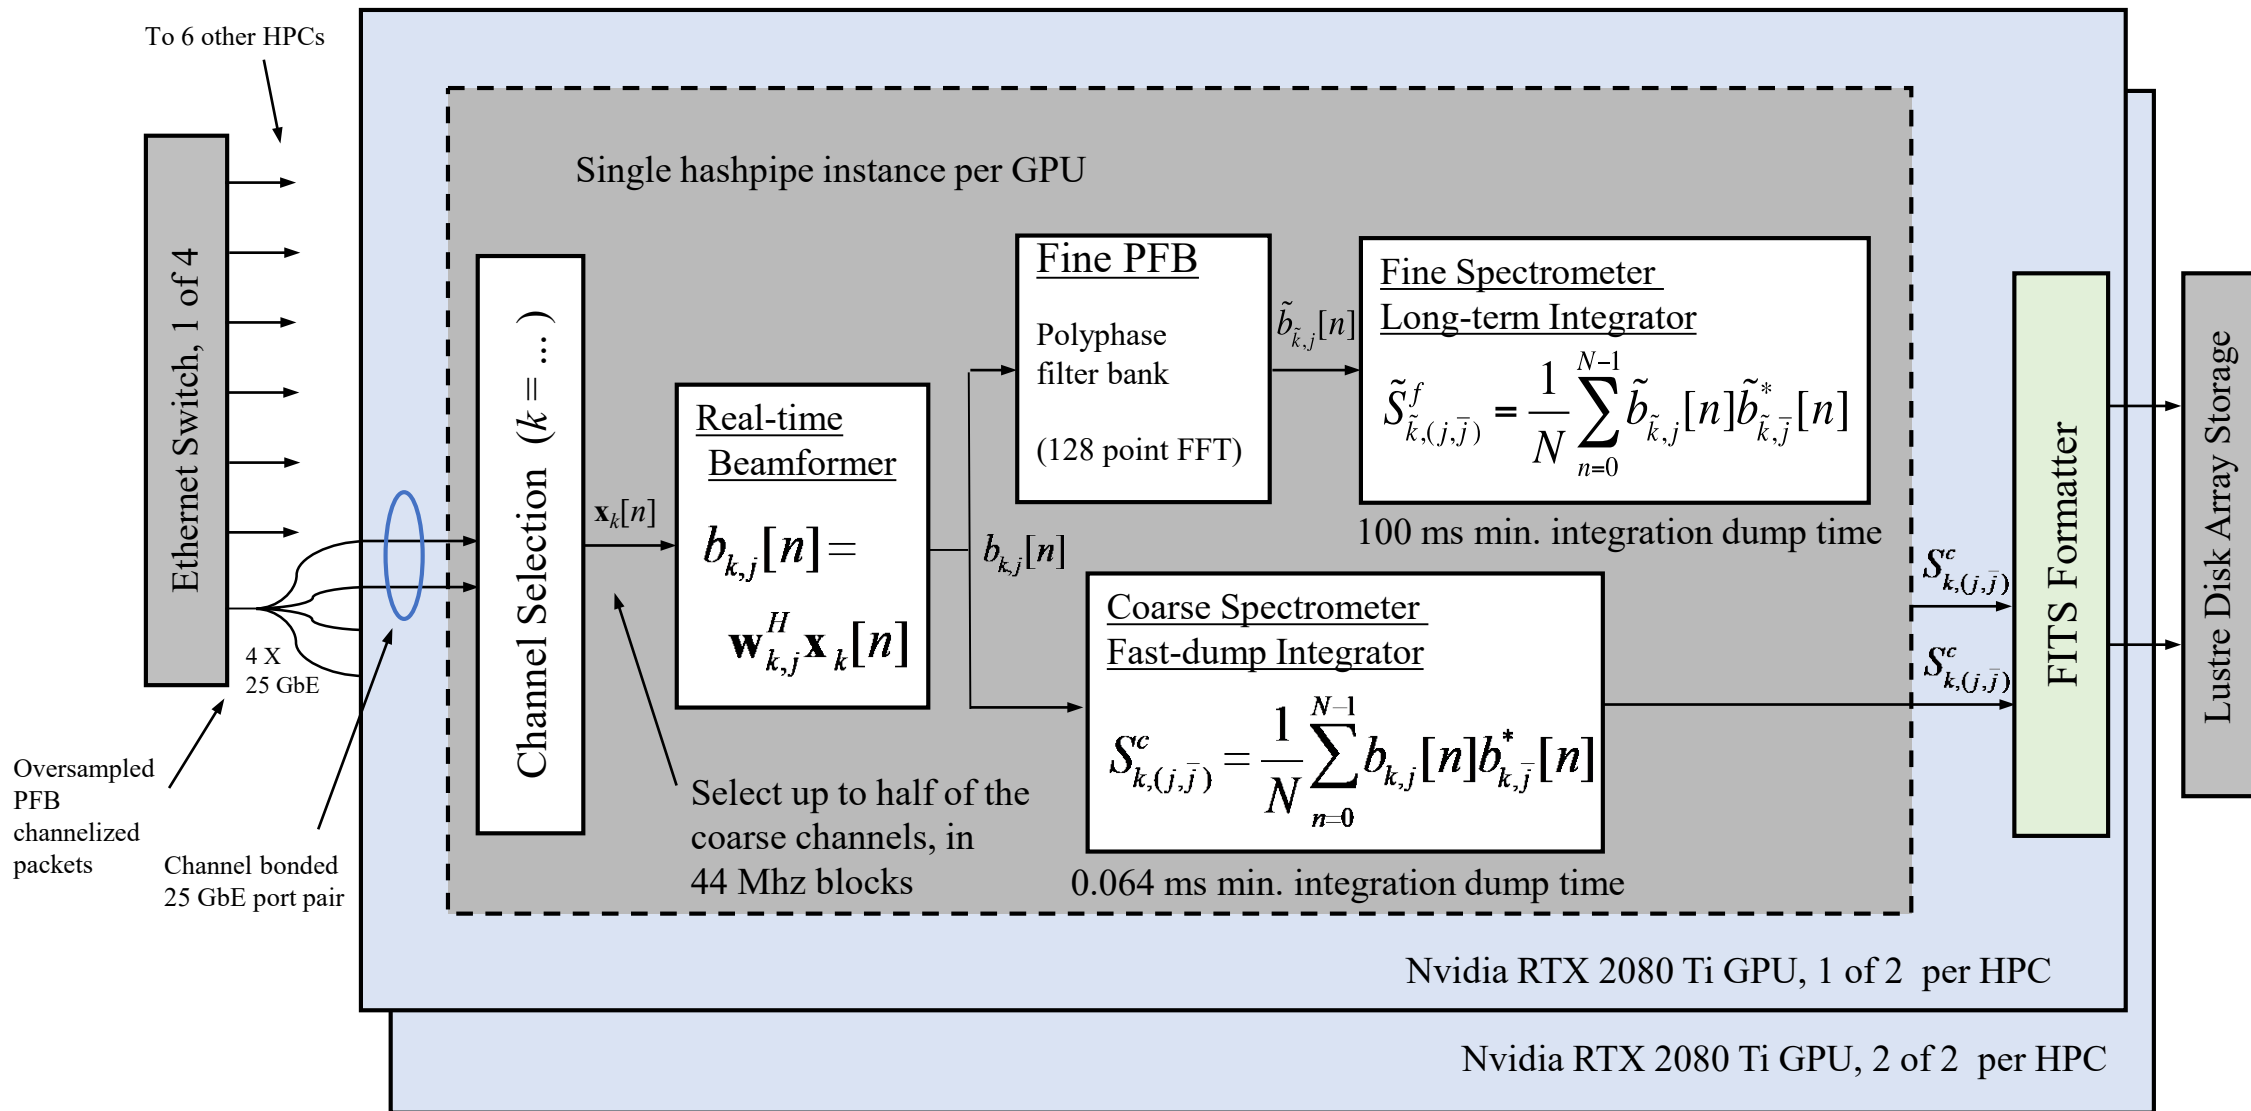 To 6 other HPCs
Ethernet Switch, 1 of 4
4 X
25 GbE
Oversampled
PFB
channelized
packets
Channel bonded
25 GbE port pair
Single hashpipe instance per GPU
Channel Selection (k = ...)
𝐱ₖ[n]
Select up to half of the
coarse channels, in
44 Mhz blocks
Real-time
Beamformer
b_{k,j}[n] =
𝐰^H_{k,j} 𝐱_k[n]
b_{k,j}[n]
Fine PFB
Polyphase
filter bank
(128 point FFT)
b̃_{k̃,j}[n]
Fine Spectrometer
Long-term Integrator
S̃^f_{k̃,(j,j̄)} = 1/N ∑_{n=0}^{N−1} b̃_{k̃,j}[n] b̃^*_{k̃,j̄}[n]
100 ms min. integration dump time
Coarse Spectrometer
Fast-dump Integrator
S^c_{k,(j,j̄)} = 1/N ∑_{n=0}^{N−1} b_{k,j}[n] b^*_{k,j̄}[n]
0.064 ms min. integration dump time
S^c_{k,(j,j̄)}
S^c_{k,(j,j̄)}
FITS Formatter
Lustre Disk Array Storage
Nvidia RTX 2080 Ti GPU, 1 of 2 per HPC
Nvidia RTX 2080 Ti GPU, 2 of 2 per HPC